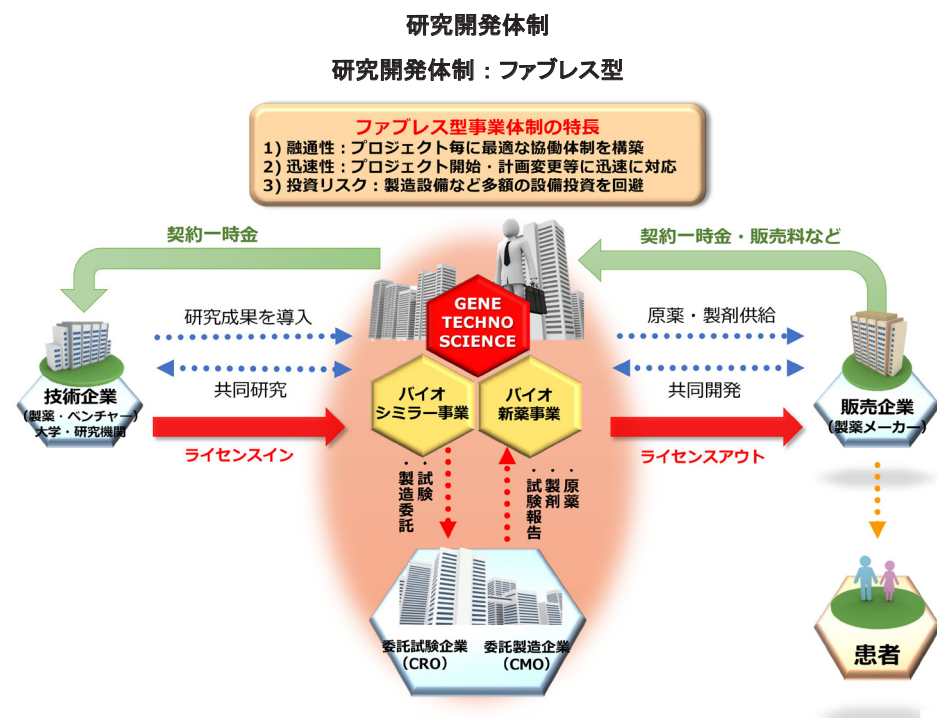 研究開発体制
研究開発体制：ファブレス型
ファブレス型事業体制の特長
1) 融通性：プロジェクト毎に最適な協働体制を構築
2) 迅速性：プロジェクト開始・計画変更等に迅速に対応
3) 投資リスク：製造設備など多額の設備投資を回避
契約一時金
契約一時金・販売料など
GENE
TECHNO
SCIENCE
研究成果を導入
原薬・製剤供給
共同研究
共同開発
技術企業
(製薬・ベンチャー)
大学・研究機関
バイオ
シミラー事業
バイオ
新薬事業
販売企業
(製薬メーカー)
ライセンスイン
ライセンスアウト
・試験
・製造委託
・原薬
・製剤
・試験報告
委託試験企業
（CRO）
委託製造企業
（CMO）
患者